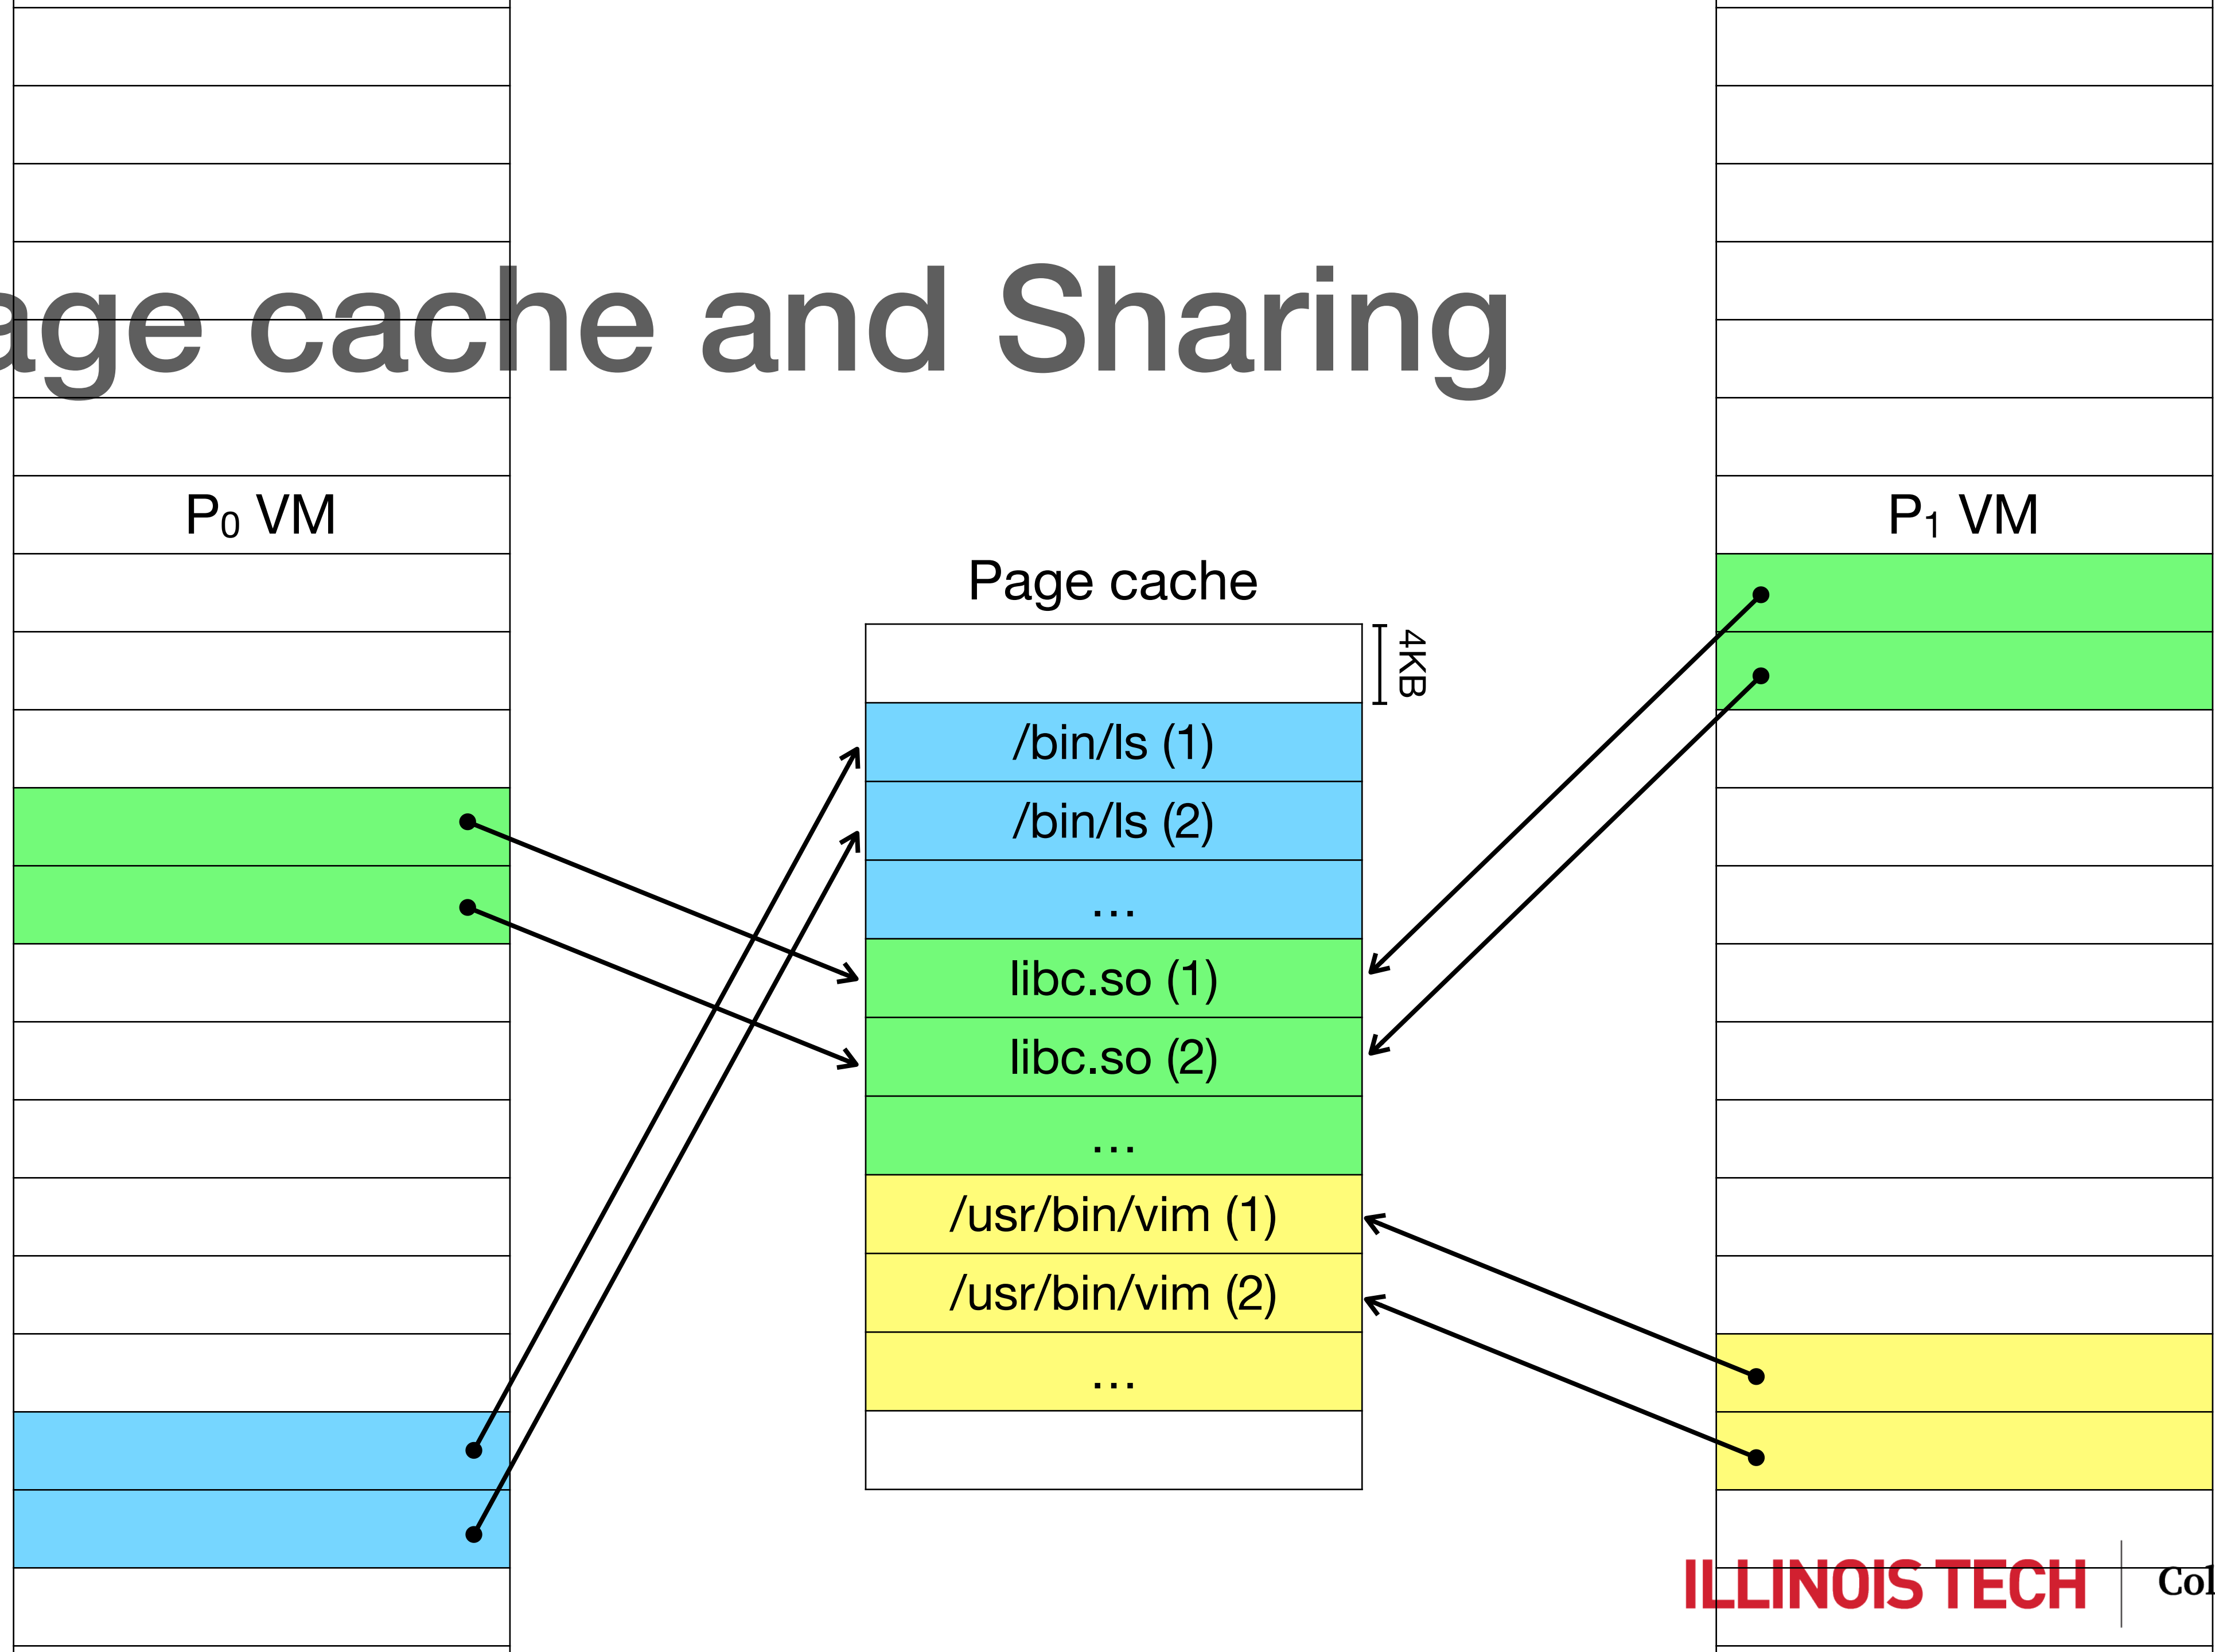 age cache and Sharing
P₀ VM
P₁ VM
Page cache
4KB
/bin/ls (1)
/bin/ls (2)
...
libc.so (1)
libc.so (2)
...
/usr/bin/vim (1)
/usr/bin/vim (2)
...
ILLINOIS TECH
Col